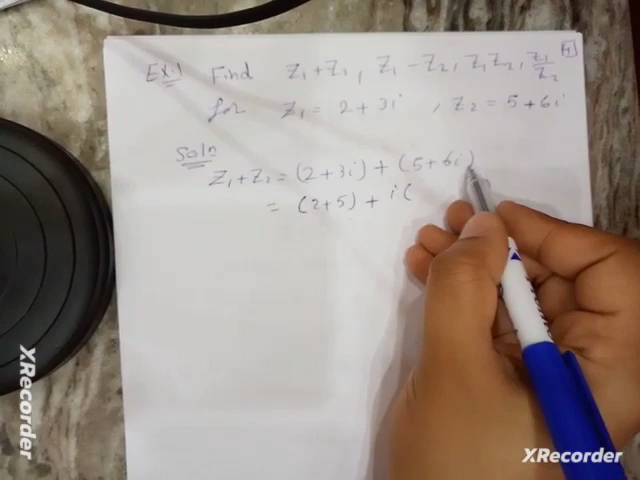 Ex.1 Find Z₁+Z₁, Z₁-Z₂, Z₁Z₂, Z₁/Z₂ 4
for Z₁ = 2+3i , Z₂ = 5+6i
Soln
Z₁+Z₂ = (2+3i) + (5+6i)
= (2+5) + i(
XRecorder
XRecorder